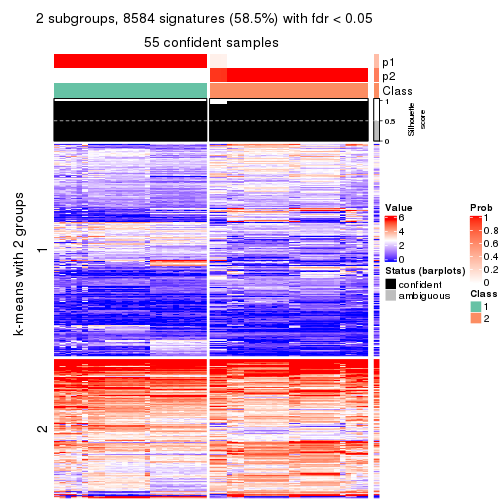 2 subgroups, 8584 signatures (58.5%) with fdr < 0.05
55 confident samples
p1
p2
Class
1
0.5
0
Silhouette
score
k-means with 2 groups
1
2
Value
6
4
2
0
Status (barplots)
confident
ambiguous
Prob
1
0.8
0.6
0.4
0.2
0
Class
1
2